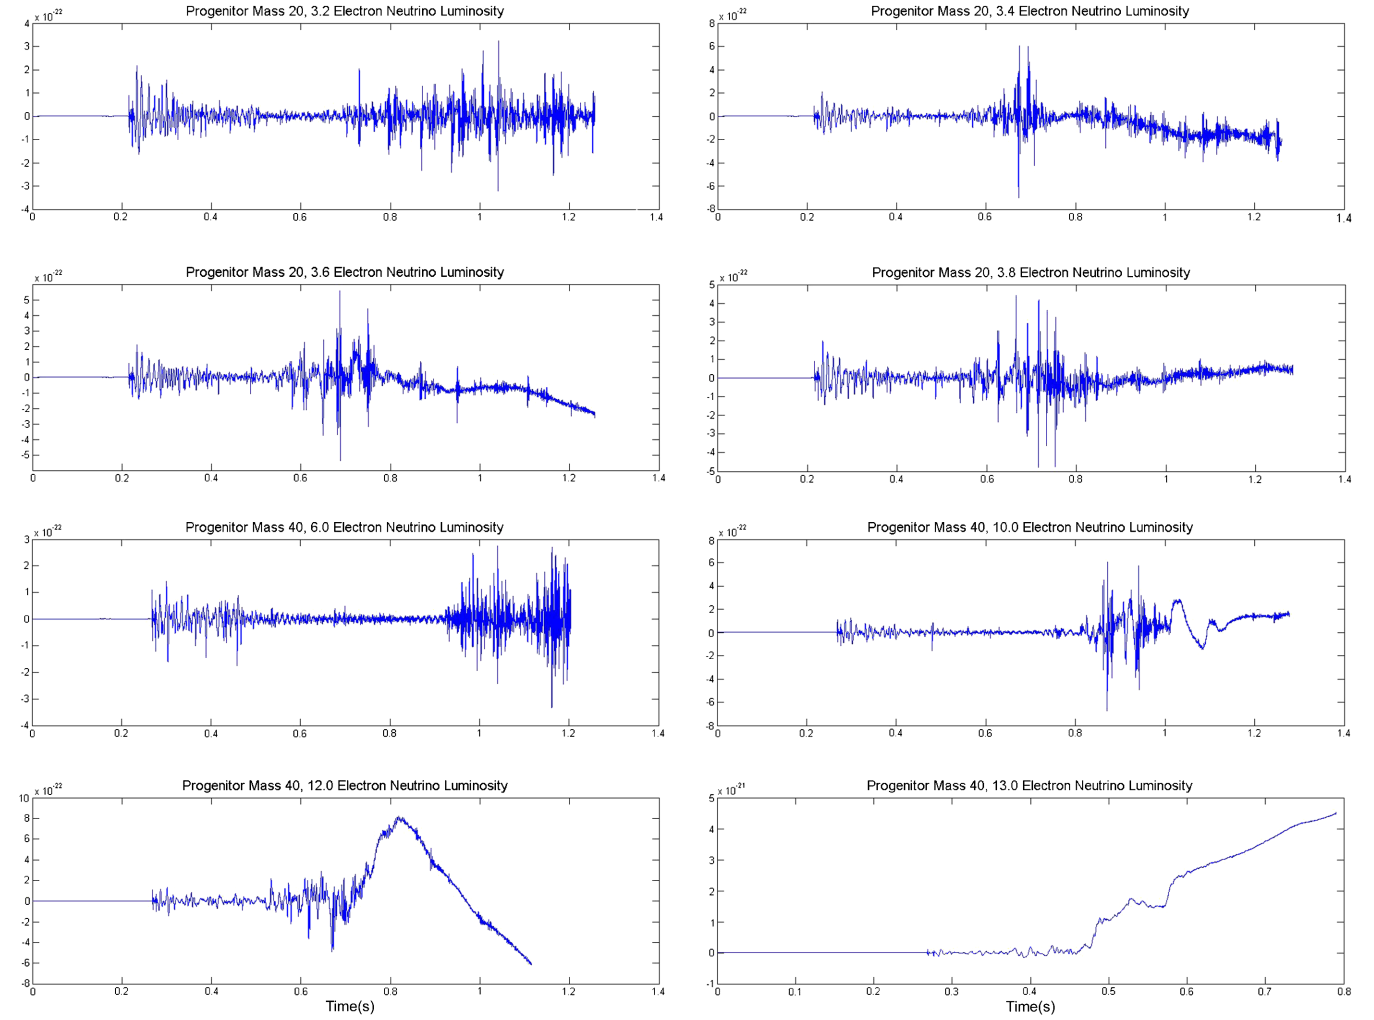 Progenitor Mass 20, 3.2 Electron Neutrino Luminosity
x 10-22
4
3
2
1
0
-1
-2
-3
-4
0 0.2 0.4 0.6 0.8 1 1.2 1.4
Progenitor Mass 20, 3.4 Electron Neutrino Luminosity
x 10-22
8
6
4
2
0
-2
-4
-6
-8
0 0.2 0.4 0.6 0.8 1 1.2 1.4
Progenitor Mass 20, 3.6 Electron Neutrino Luminosity
x 10-22
5
4
3
2
1
0
-1
-2
-3
-4
-5
0 0.2 0.4 0.6 0.8 1 1.2 1.4
Progenitor Mass 20, 3.8 Electron Neutrino Luminosity
x 10-22
5
4
3
2
1
0
-1
-2
-3
-4
-5
0 0.2 0.4 0.6 0.8 1 1.2 1.4
Progenitor Mass 40, 6.0 Electron Neutrino Luminosity
x 10-22
3
2
1
0
-1
-2
-3
-4
0 0.2 0.4 0.6 0.8 1 1.2 1.4
Progenitor Mass 40, 10.0 Electron Neutrino Luminosity
x 10-22
8
6
4
2
0
-2
-4
-6
-8
0 0.2 0.4 0.6 0.8 1 1.2 1.4
Progenitor Mass 40, 12.0 Electron Neutrino Luminosity
x 10-22
10
8
6
4
2
0
-2
-4
-6
-8
0 0.2 0.4 0.6 0.8 1 1.2 1.4
Time(s)
Progenitor Mass 40, 13.0 Electron Neutrino Luminosity
x 10-21
5
4
3
2
1
0
-1
0 0.1 0.2 0.3 0.4 0.5 0.6 0.7 0.8
Time(s)